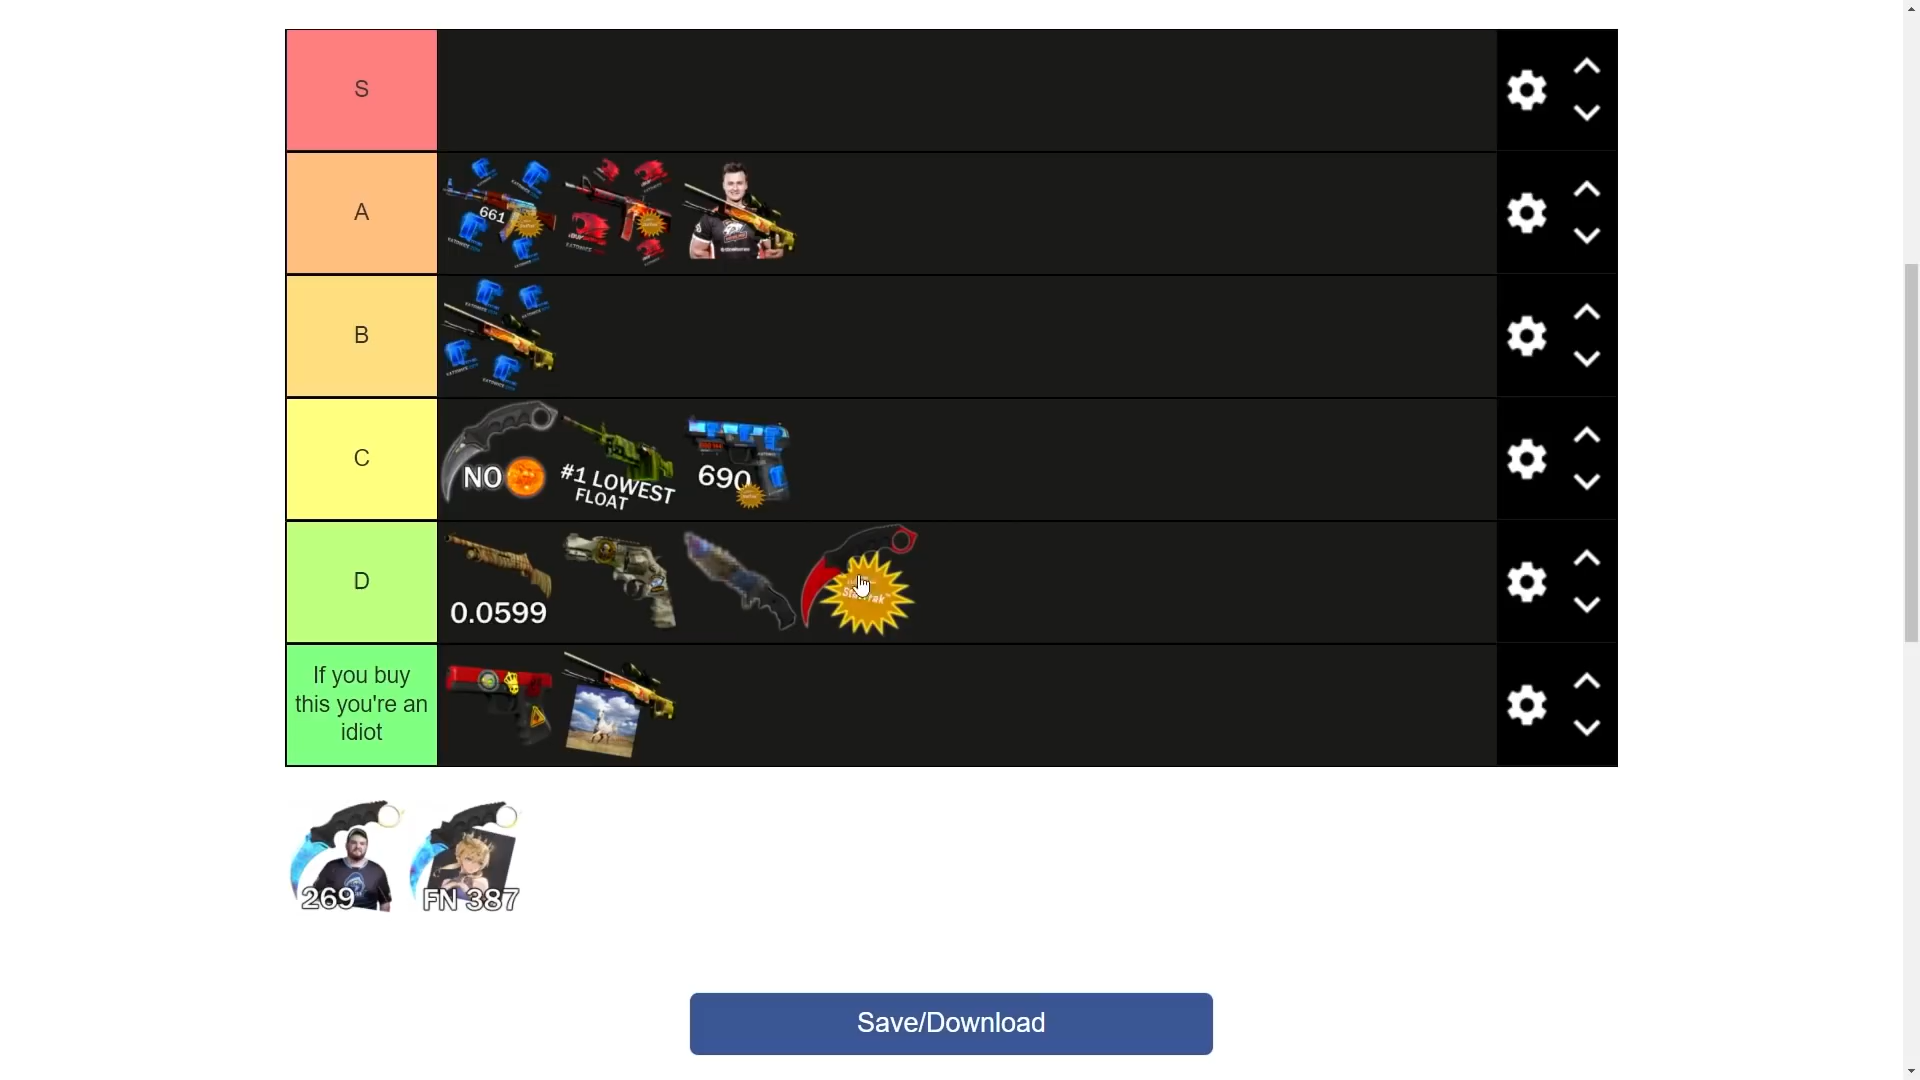 S
A
661
B
C
NO
#1 LOWEST
FLOAT
690
D
0.0599
StatTrak™
If you buy
this you're an
idiot
269
FN 387
Save/Download